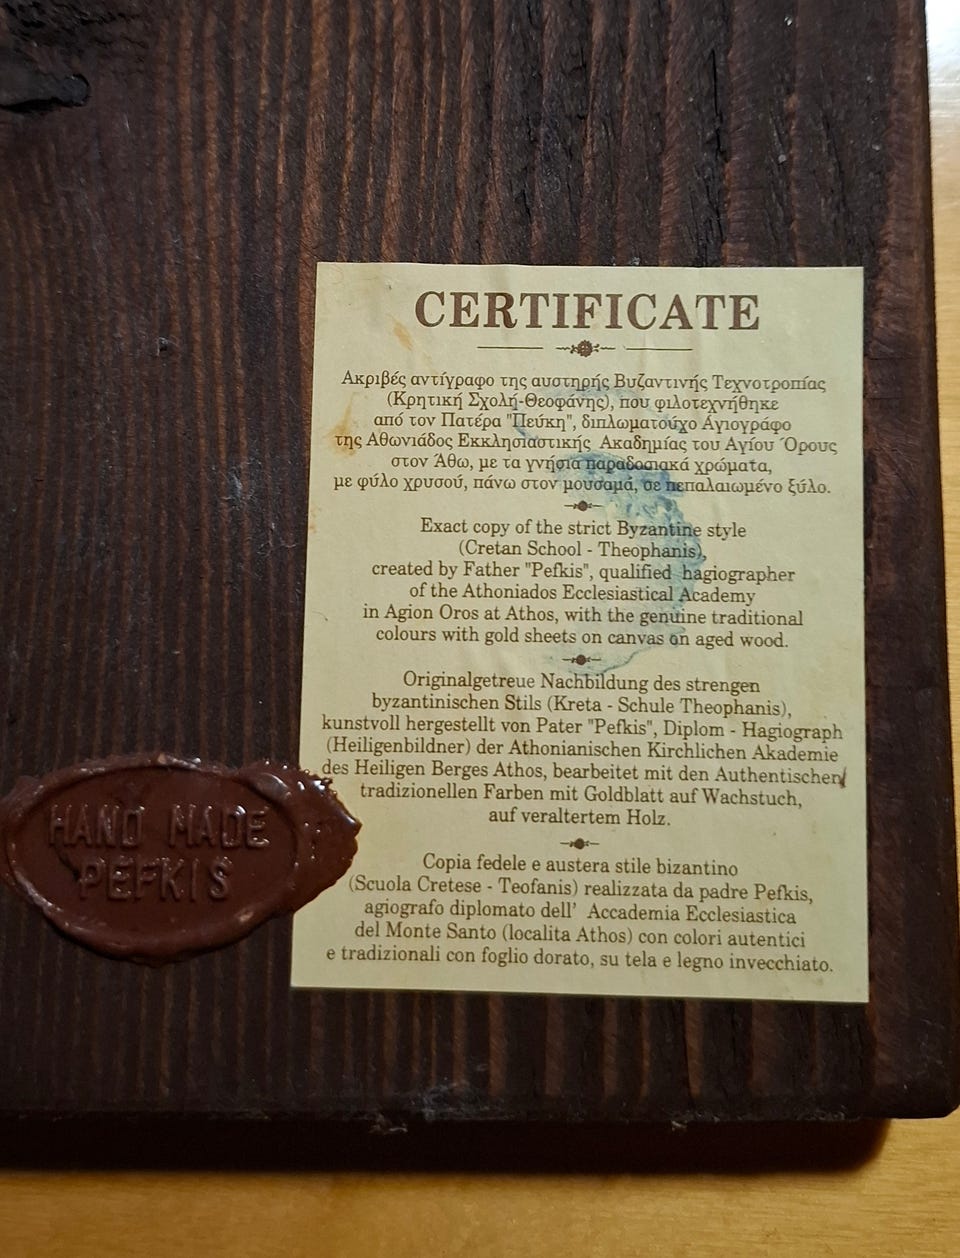 CERTIFICATE
Ακριβές αντίγραφο της αυστηρής Βυζαντινής Τεχνοτροπίας
(Κρητική Σχολή-Θεοφάνης), που φιλοτεχνήθηκε
από τον Πατέρα "Πεύκη", διπλωματούχο Αγιογράφο
της Αθωνιάδος Εκκλησιαστικής Ακαδημίας του Αγίου Όρους
στον Άθω, με τα γνήσια παραδοσιακά χρώματα,
με φύλο χρυσού, πάνω στον μουσαμά, σε πεπαλαιωμένο ξύλο.
Exact copy of the strict Byzantine style
(Cretan School - Theophanis),
created by Father "Pefkis", qualified hagiographer
of the Athoniados Ecclesiastical Academy
in Agion Oros at Athos, with the genuine traditional
colours with gold sheets on canvas on aged wood.
Originalgetreue Nachbildung des strengen
byzantinischen Stils (Kreta - Schule Theophanis),
kunstvoll hergestellt von Pater "Pefkis", Diplom - Hagiograph
(Heiligenbildner) der Athonianischen Kirchlichen Akademie
des Heiligen Berges Athos, bearbeitet mit den Authentischen
tradizionellen Farben mit Goldblatt auf Wachstuch,
auf veraltertem Holz.
Copia fedele e austera stile bizantino
(Scuola Cretese - Teofanis) realizzata da padre Pefkis,
agiografo diplomato dell' Accademia Ecclesiastica
del Monte Santo (localita Athos) con colori autentici
e tradizionali con foglio dorato, su tela e legno invecchiato.
HAND MADE
PEFKIS